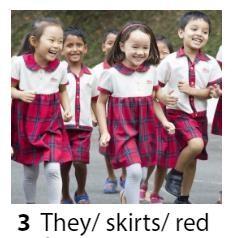 3 They/ skirts/ red